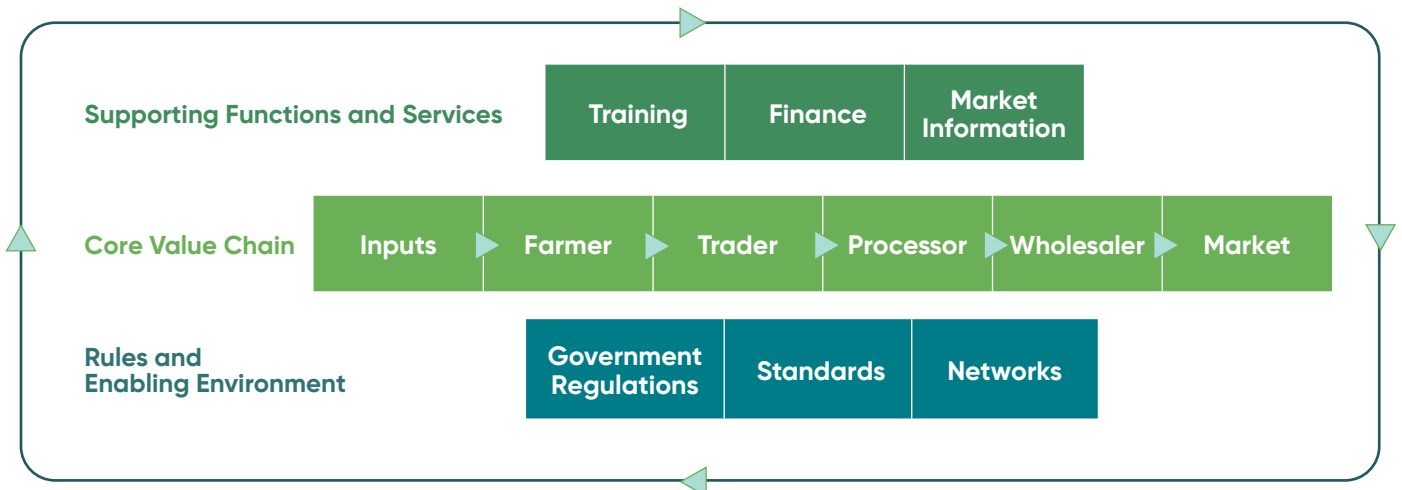 Supporting Functions and Services
Training
Finance
Market
Information
Core Value Chain
Inputs
Farmer
Trader
Processor
Wholesaler
Market
Rules and
Enabling Environment
Government
Regulations
Standards
Networks